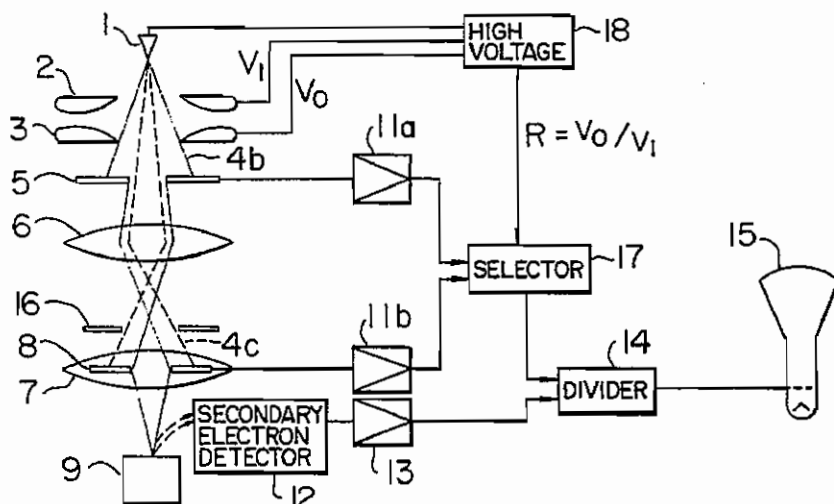 1
HIGH
VOLTAGE
18
2
V1
V0
3
4b
11a
R = V0/V1
5
6
SELECTOR
17
15
16
4c
11b
8
7
14
DIVIDER
SECONDARY
ELECTRON
DETECTOR
9
12
13